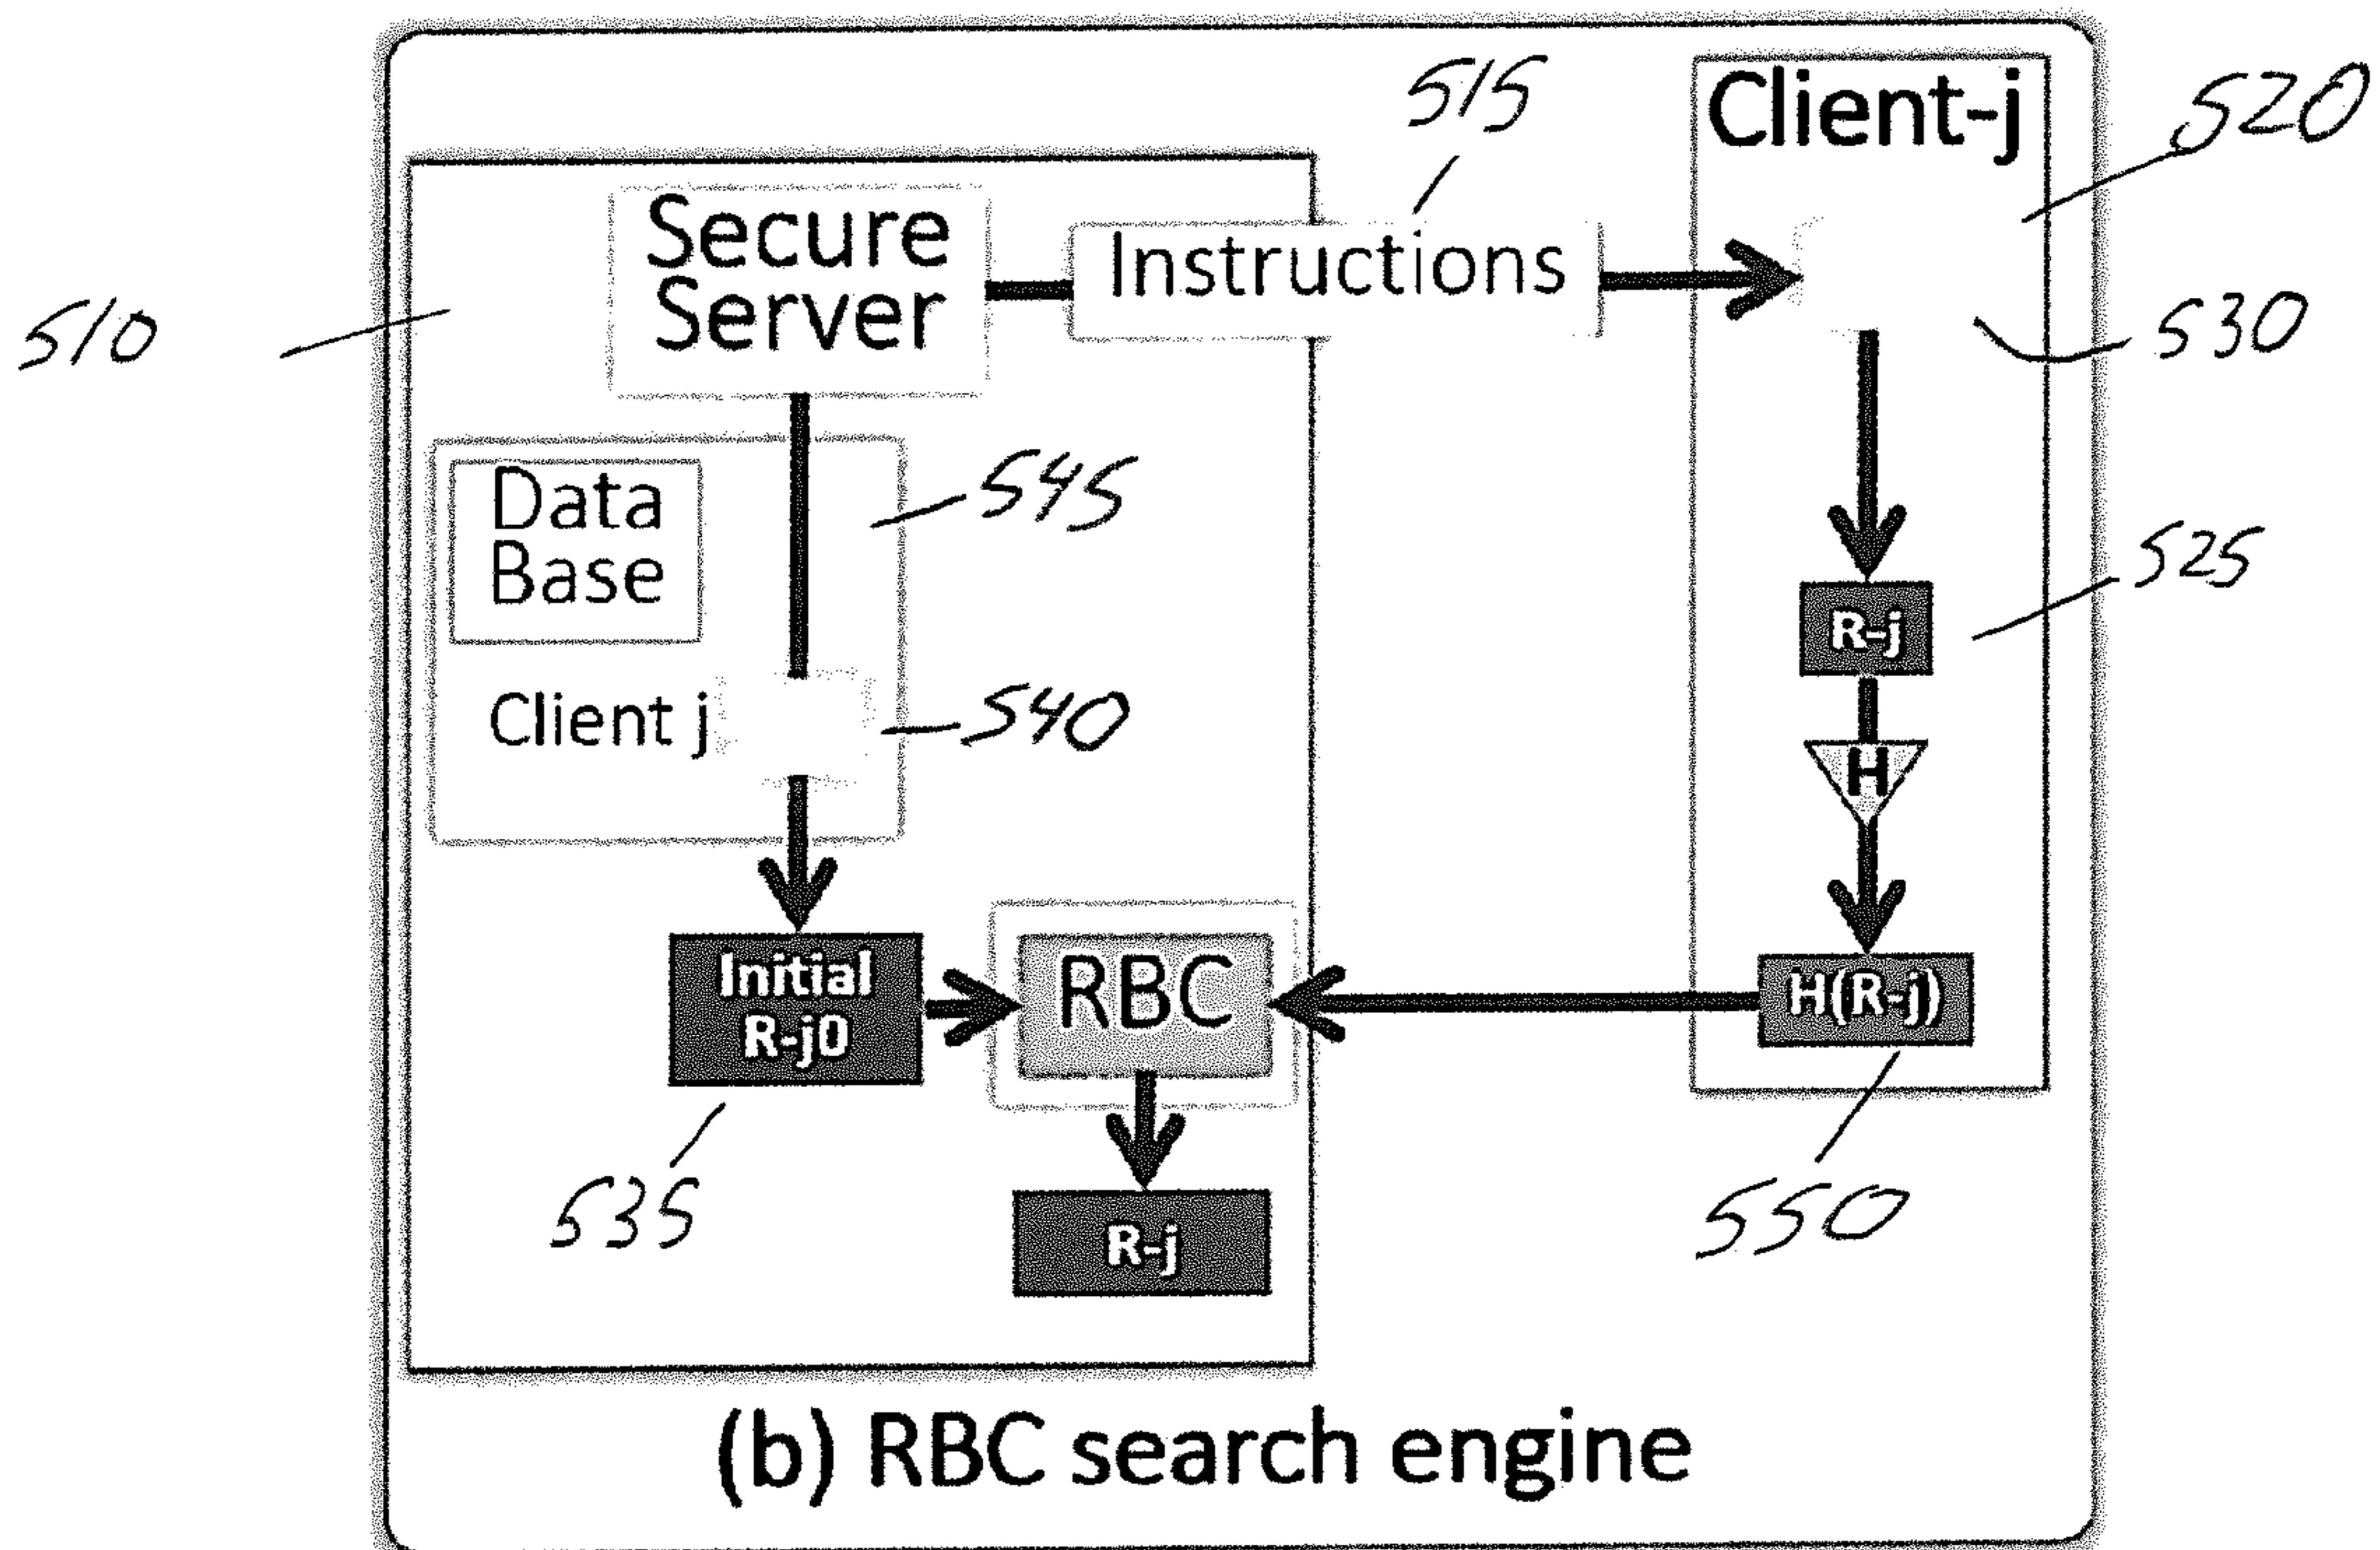 515
Client-j
520
Secure
Server
Instructions
510
530
Data
Base
545
525
R-j
Client j
540
H
Initial
R-j0
RBC
H(R-j)
535
R-j
550
(b) RBC search engine